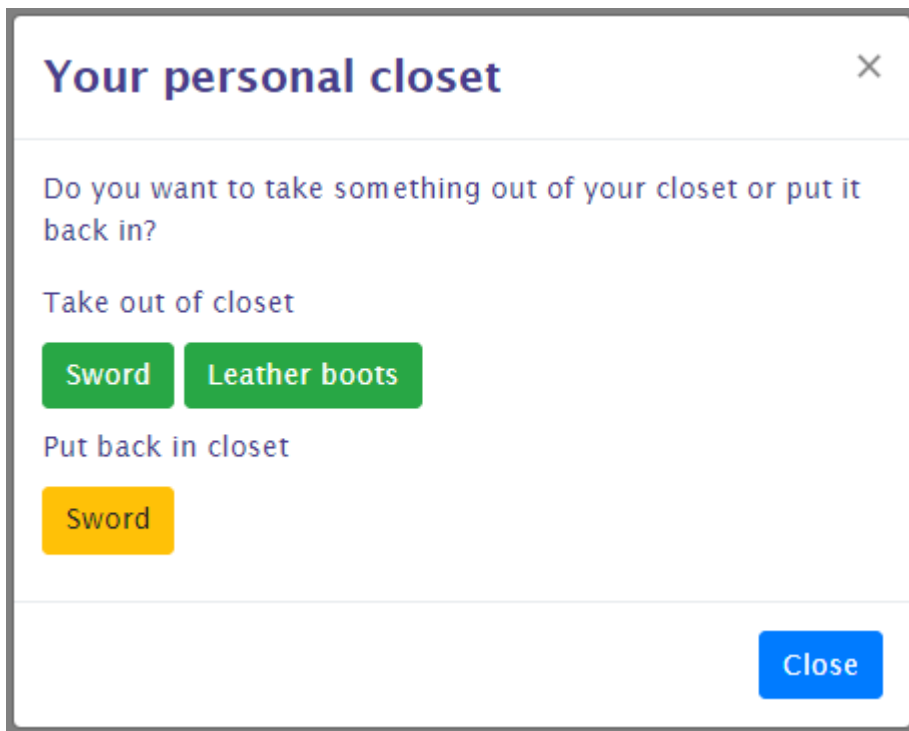 Your personal closet ×
Do you want to take something out of your closet or put it
back in?
Take out of closet
Sword Leather boots
Put back in closet
Sword
Close